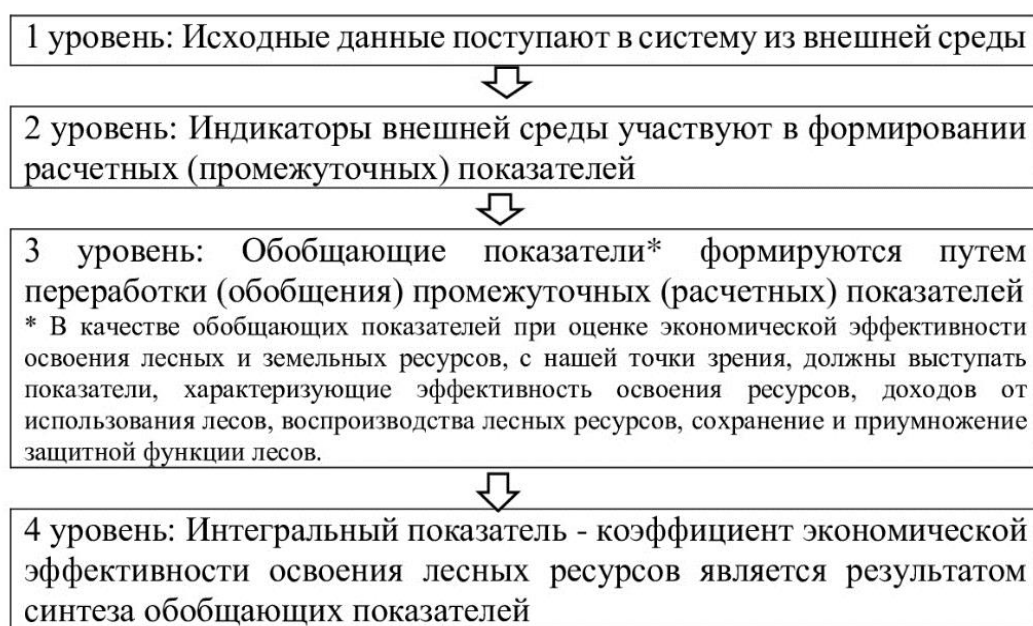 1 уровень: Исходные данные поступают в систему из внешней среды
2 уровень: Индикаторы внешней среды участвуют в формировании
расчетных (промежуточных) показателей
3 уровень: Обобщающие показатели* формируются путем
переработки (обобщения) промежуточных (расчетных) показателей
* В качестве обобщающих показателей при оценке экономической эффективности
освоения лесных и земельных ресурсов, с нашей точки зрения, должны выступать
показатели, характеризующие эффективность освоения ресурсов, доходов от
использования лесов, воспроизводства лесных ресурсов, сохранение и приумножение
защитной функции лесов.
4 уровень: Интегральный показатель - коэффициент экономической
эффективности освоения лесных ресурсов является результатом
синтеза обобщающих показателей